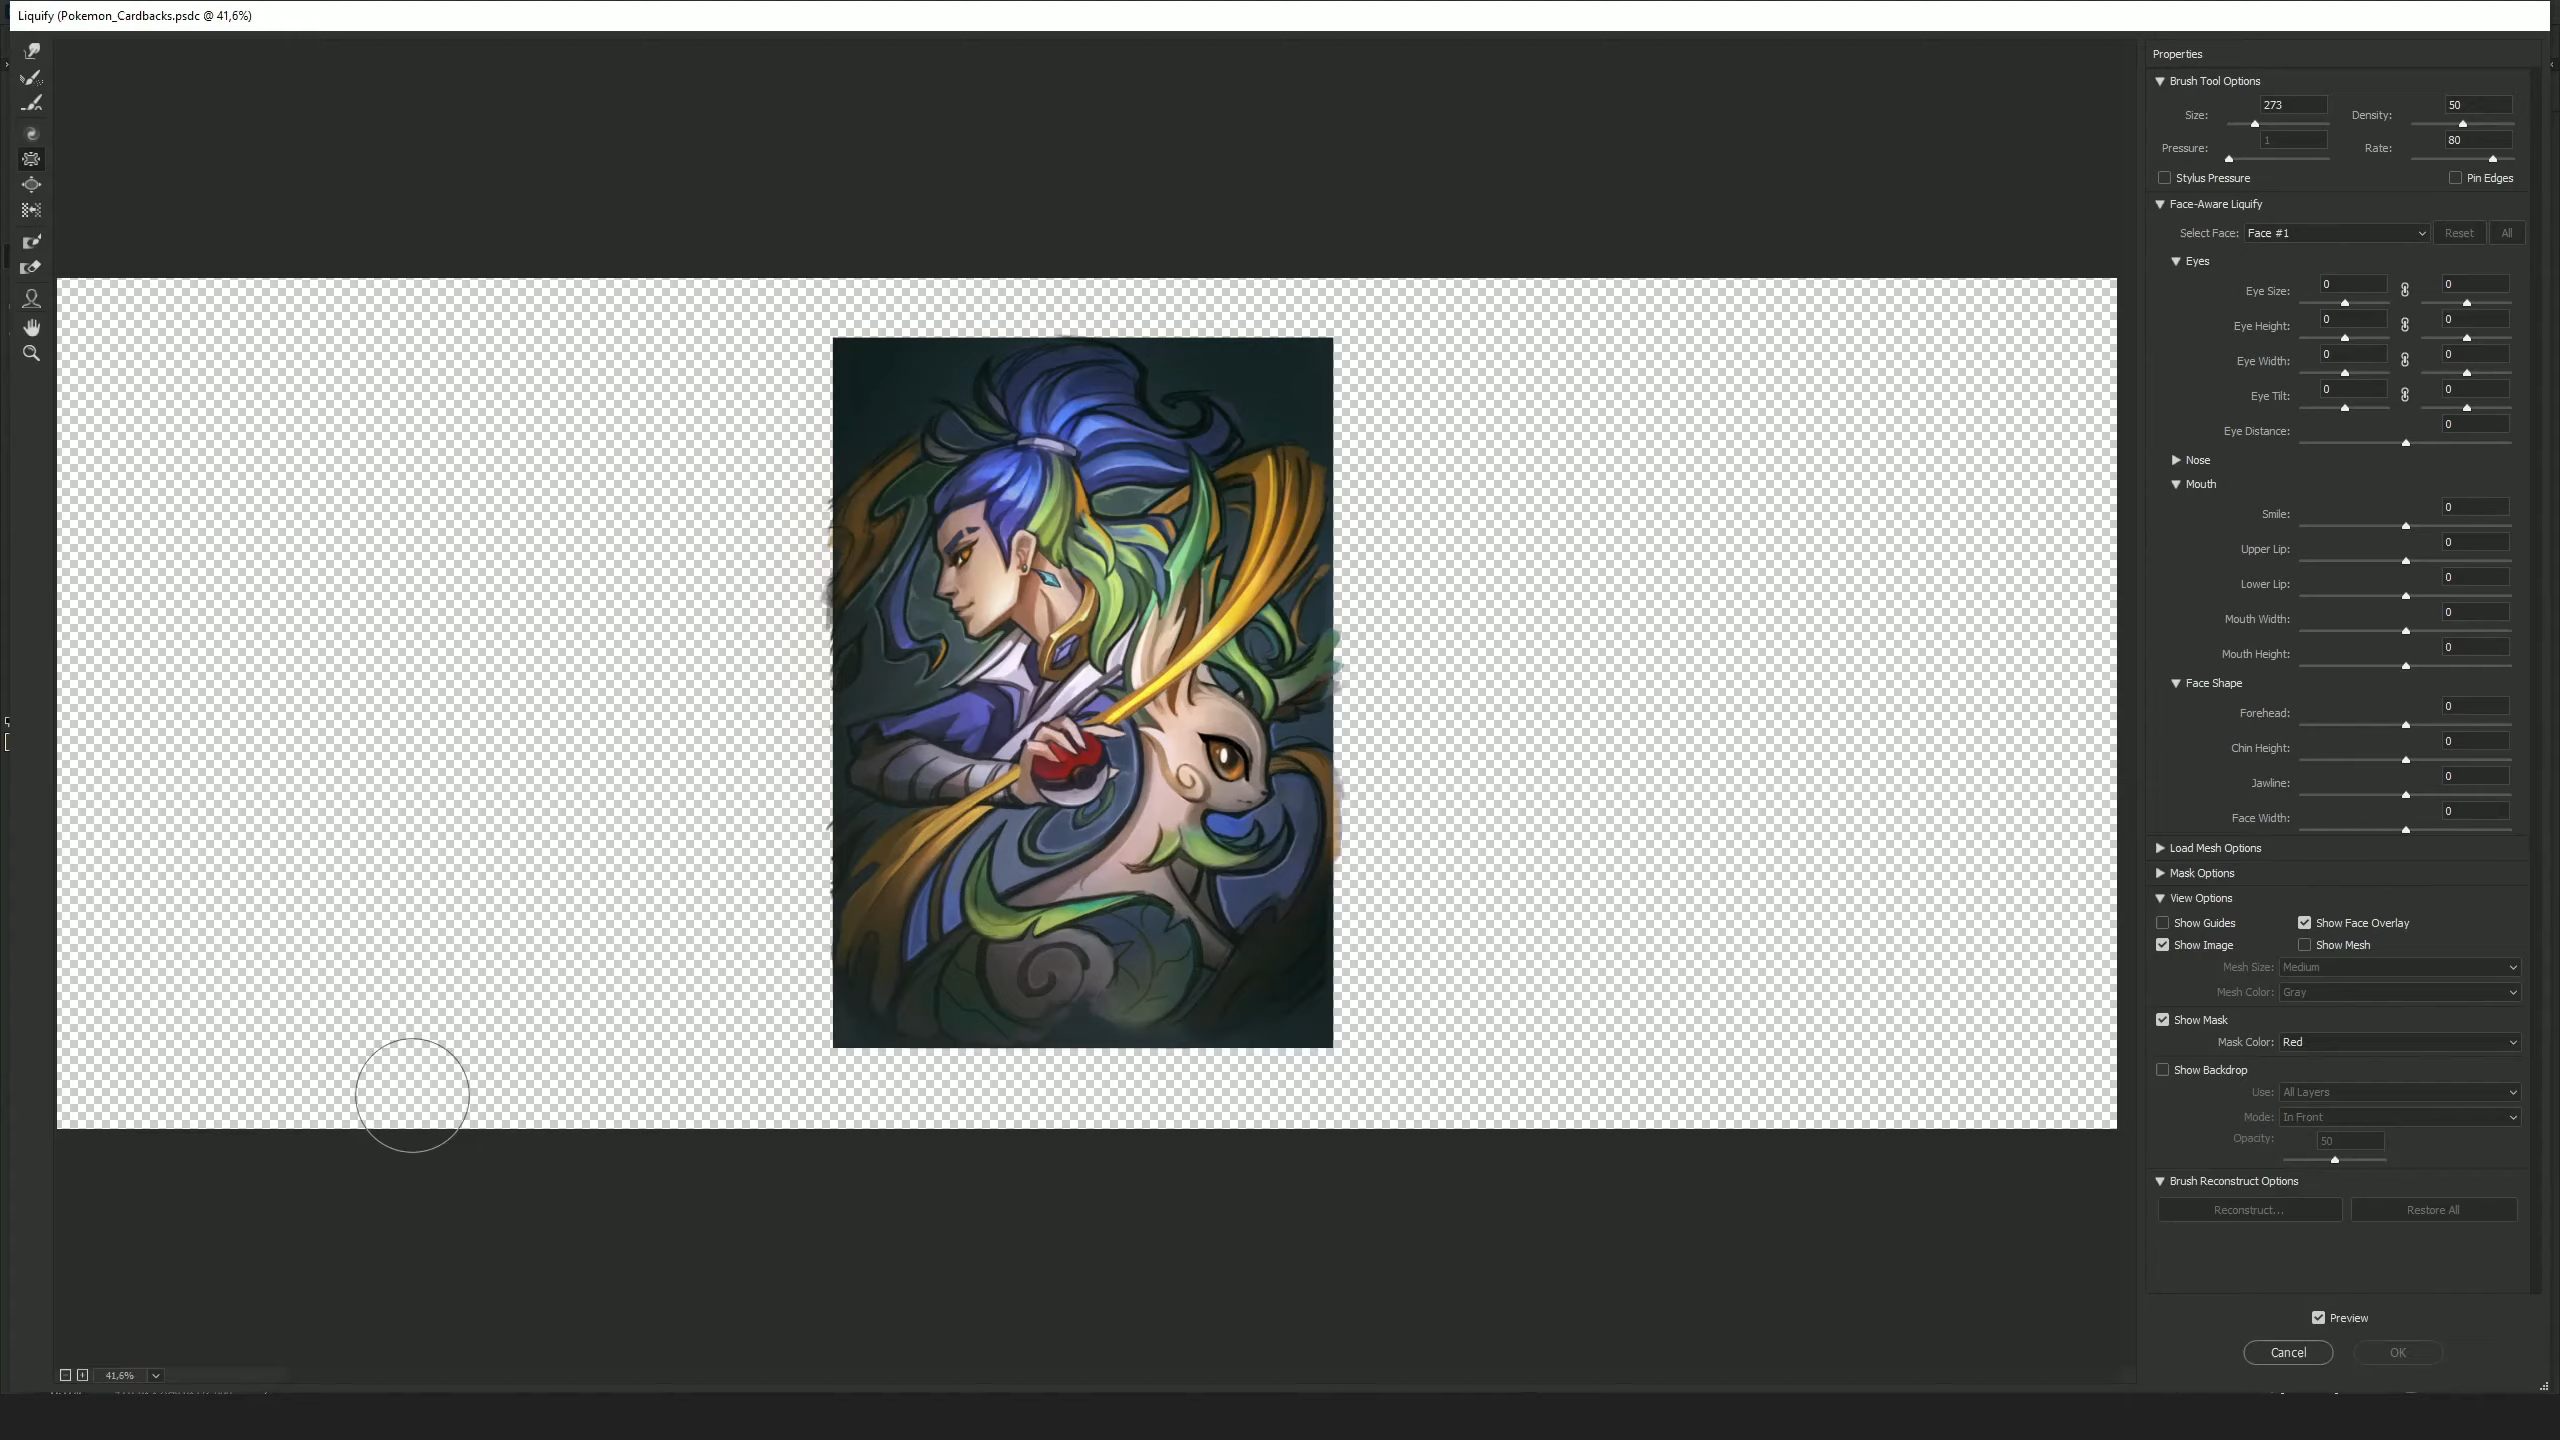 Liquify (Pokemon_Cardbacks.psdc @ 41,6%)
Properties
Brush Tool Options
Size: 273 Density: 50
Pressure: 1 Rate: 80
Stylus Pressure Pin Edges
Face-Aware Liquify
Select Face: Face #1 Reset All
Eyes
Eye Size: 0 0
Eye Height: 0 0
Eye Width: 0 0
Eye Tilt: 0 0
Eye Distance: 0
Nose
Mouth
Smile: 0
Upper Lip: 0
Lower Lip: 0
Mouth Width: 0
Mouth Height: 0
Face Shape
Forehead: 0
Chin Height: 0
Jawline: 0
Face Width: 0
Load Mesh Options
Mask Options
View Options
Show Guides Show Face Overlay
Show Image Show Mesh
Mesh Size: Medium
Mesh Color: Gray
Show Mask
Mask Color: Red
Show Backdrop
Use: All Layers
Mode: In Front
Opacity: 50
Brush Reconstruct Options
Reconstruct... Restore All
Preview
Cancel OK
41,6%